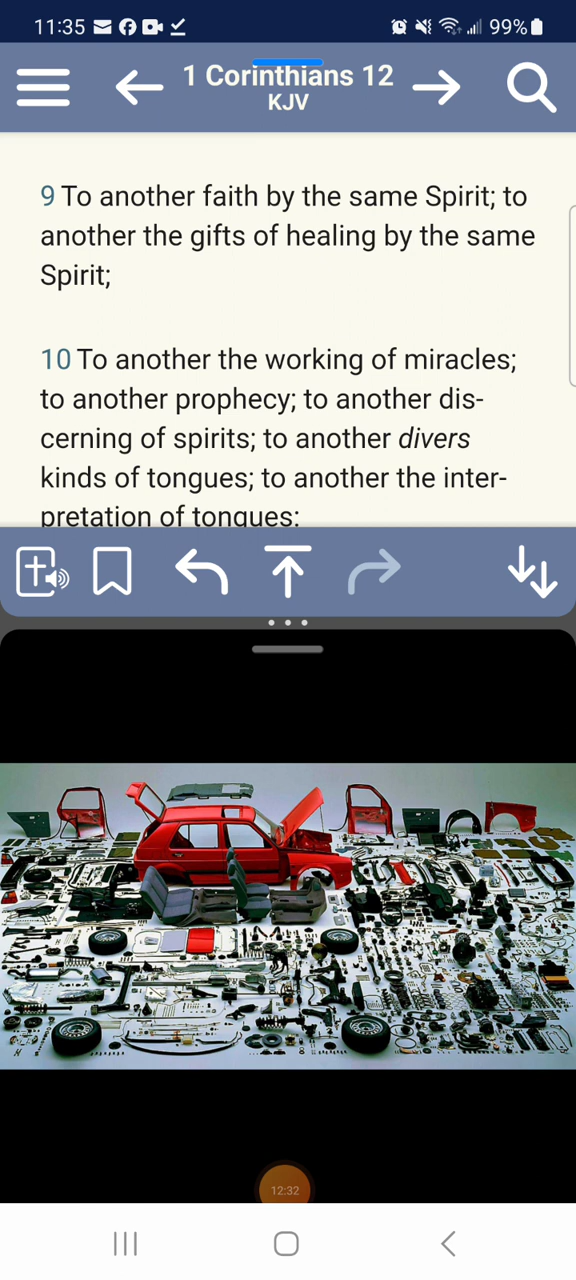 11:35
99%
1 Corinthians 12
KJV
9 To another faith by the same Spirit; to
another the gifts of healing by the same
Spirit;
10 To another the working of miracles;
to another prophecy; to another dis-
cerning of spirits; to another divers
kinds of tongues; to another the inter-
pretation of tongues:
12:32